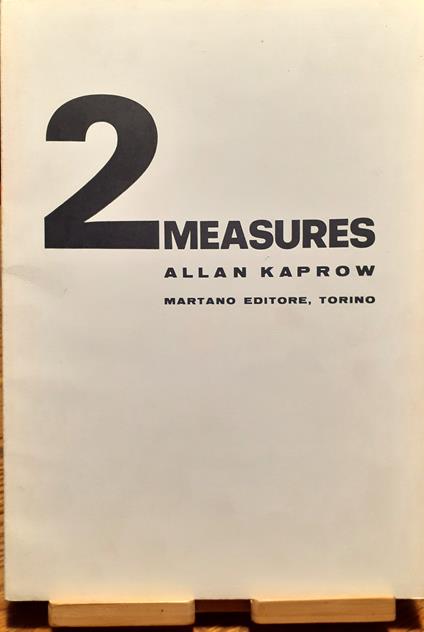 2 MEASURES
ALLAN KAPROW
MARTANO EDITORE, TORINO